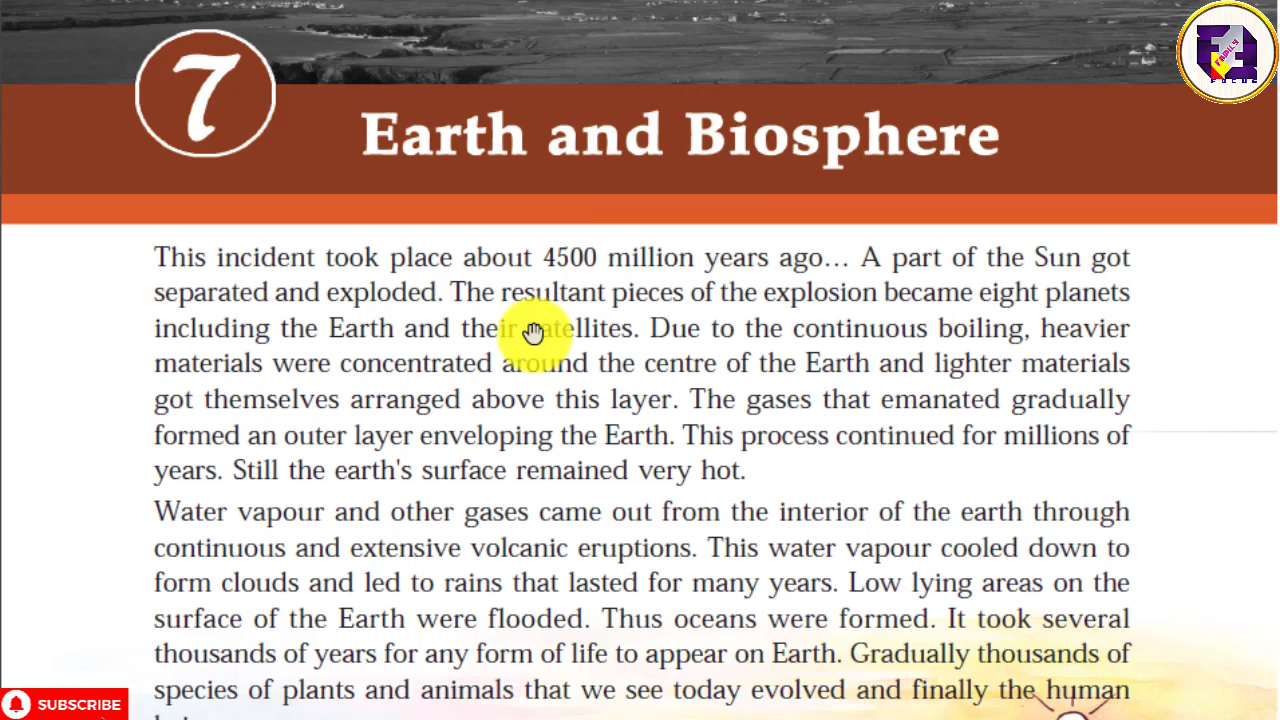 7
Earth and Biosphere
FAMILY
FOCUS
This incident took place about 4500 million years ago... A part of the Sun got
separated and exploded. The resultant pieces of the explosion became eight planets
including the Earth and their satellites. Due to the continuous boiling, heavier
materials were concentrated around the centre of the Earth and lighter materials
got themselves arranged above this layer. The gases that emanated gradually
formed an outer layer enveloping the Earth. This process continued for millions of
years. Still the earth's surface remained very hot.
Water vapour and other gases came out from the interior of the earth through
continuous and extensive volcanic eruptions. This water vapour cooled down to
form clouds and led to rains that lasted for many years. Low lying areas on the
surface of the Earth were flooded. Thus oceans were formed. It took several
thousands of years for any form of life to appear on Earth. Gradually thousands of
species of plants and animals that we see today evolved and finally the human
SUBSCRIBE